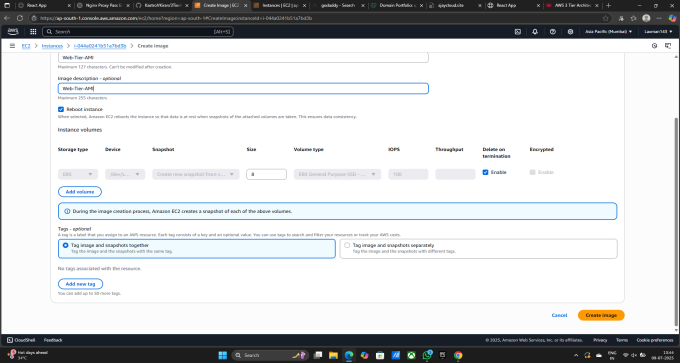 React App
Nginx Proxy Pass S
KastroVKiran/3Tier
Create Image | EC2
Instances | EC2 | ap
godaddy - Search
Domain Portfolio
ajaycloud.site
React App
AWS 3 Tier Archite
https://ap-south-1.console.aws.amazon.com/ec2/home?region=ap-south-1#CreateImage:instanceId=i-044a0241b51a7bd3b
aws
Search
[Alt+S]
Asia Pacific (Mumbai)
EC2
Instances
i-044a0241b51a7bd3b
Create image
Web-Tier-AMI
Maximum 127 characters. Can't be modified after creation.
Image description - optional
Web-Tier-AMI
Maximum 255 characters
Reboot instance
When selected, Amazon EC2 reboots the instance so that data is at rest when snapshots of the attached volumes are taken. This ensures data consistency.
Instance volumes
Storage type
Device
Snapshot
Size
Volume type
IOPS
Throughput
Delete on termination
Encrypted
EBS
/dev/x...
Create new snapshot from v...
8
EBS General Purpose SSD - ...
100
Enable
Enable
Add volume
During the image creation process, Amazon EC2 creates a snapshot of each of the above volumes.
Tags - optional
A tag is a label that you assign to an AWS resource. Each tag consists of a key and an optional value. You can use tags to search and filter your resources or track your AWS costs.
Tag image and snapshots together
Tag the image and the snapshots with the same tag.
Tag image and snapshots separately
Tag the image and the snapshots with different tags.
No tags associated with the resource.
Add new tag
You can add up to 50 more tags.
Cancel
Create image
CloudShell
Feedback
© 2025, Amazon Web Services, Inc. or its affiliates.
Privacy
Terms
Cookie preferences
Hot days ahead
34°C
Search
ENG
IN
13:44
09-07-2025